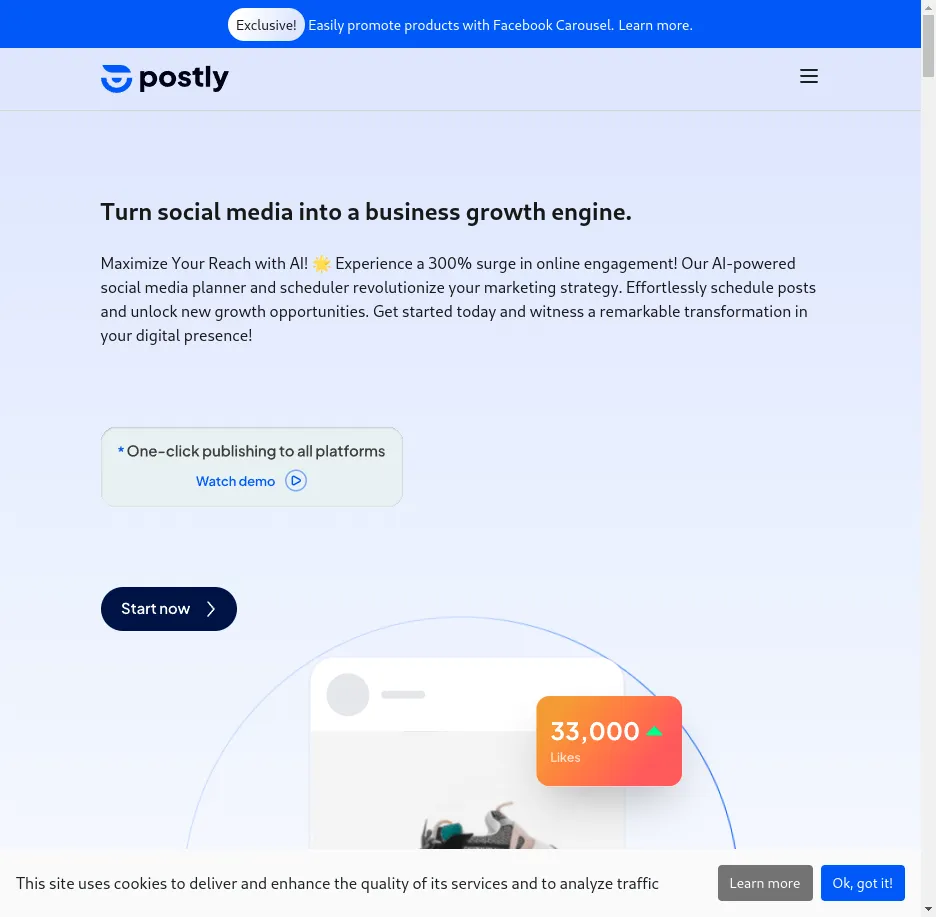 Exclusive! Easily promote products with Facebook Carousel. Learn more.
postly
Turn social media into a business growth engine.
Maximize Your Reach with AI! 🌟 Experience a 300% surge in online engagement! Our AI-powered
social media planner and scheduler revolutionize your marketing strategy. Effortlessly schedule posts
and unlock new growth opportunities. Get started today and witness a remarkable transformation in
your digital presence!
* One-click publishing to all platforms
Watch demo
Start now
33,000
Likes
This site uses cookies to deliver and enhance the quality of its services and to analyze traffic
Learn more
Ok, got it!